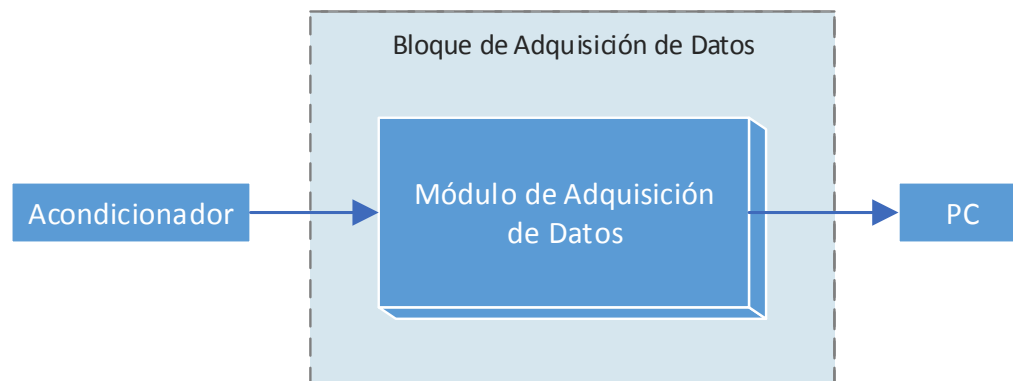 Bloque de Adquisición de Datos
Acondicionador
Módulo de Adquisición
de Datos
PC